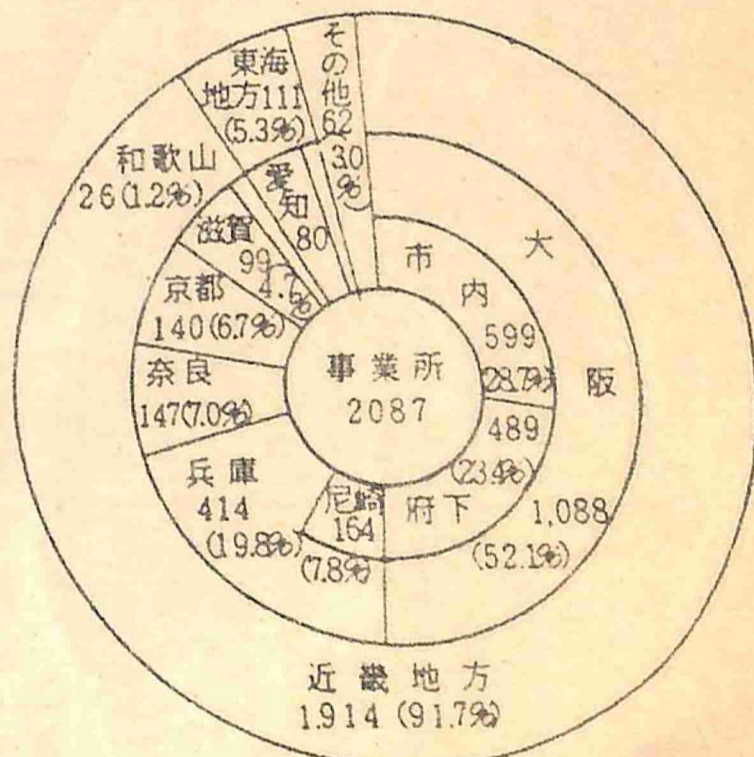 その他
62
(3.0
%)
東海
地方111
(5.3%)
和歌山
26(1.2%)
愛知
80
滋賀
99
4.7
%
京都
140(6.7%)
奈良
147(7.0%)
兵庫
414
(19.8%)
尼崎
164
(7.8%)
事業所
2087
市内
599
(28.7%)
489
(23.4%)
府下
大阪
1,088
(52.1%)
近畿地方
1.914(91.7%)